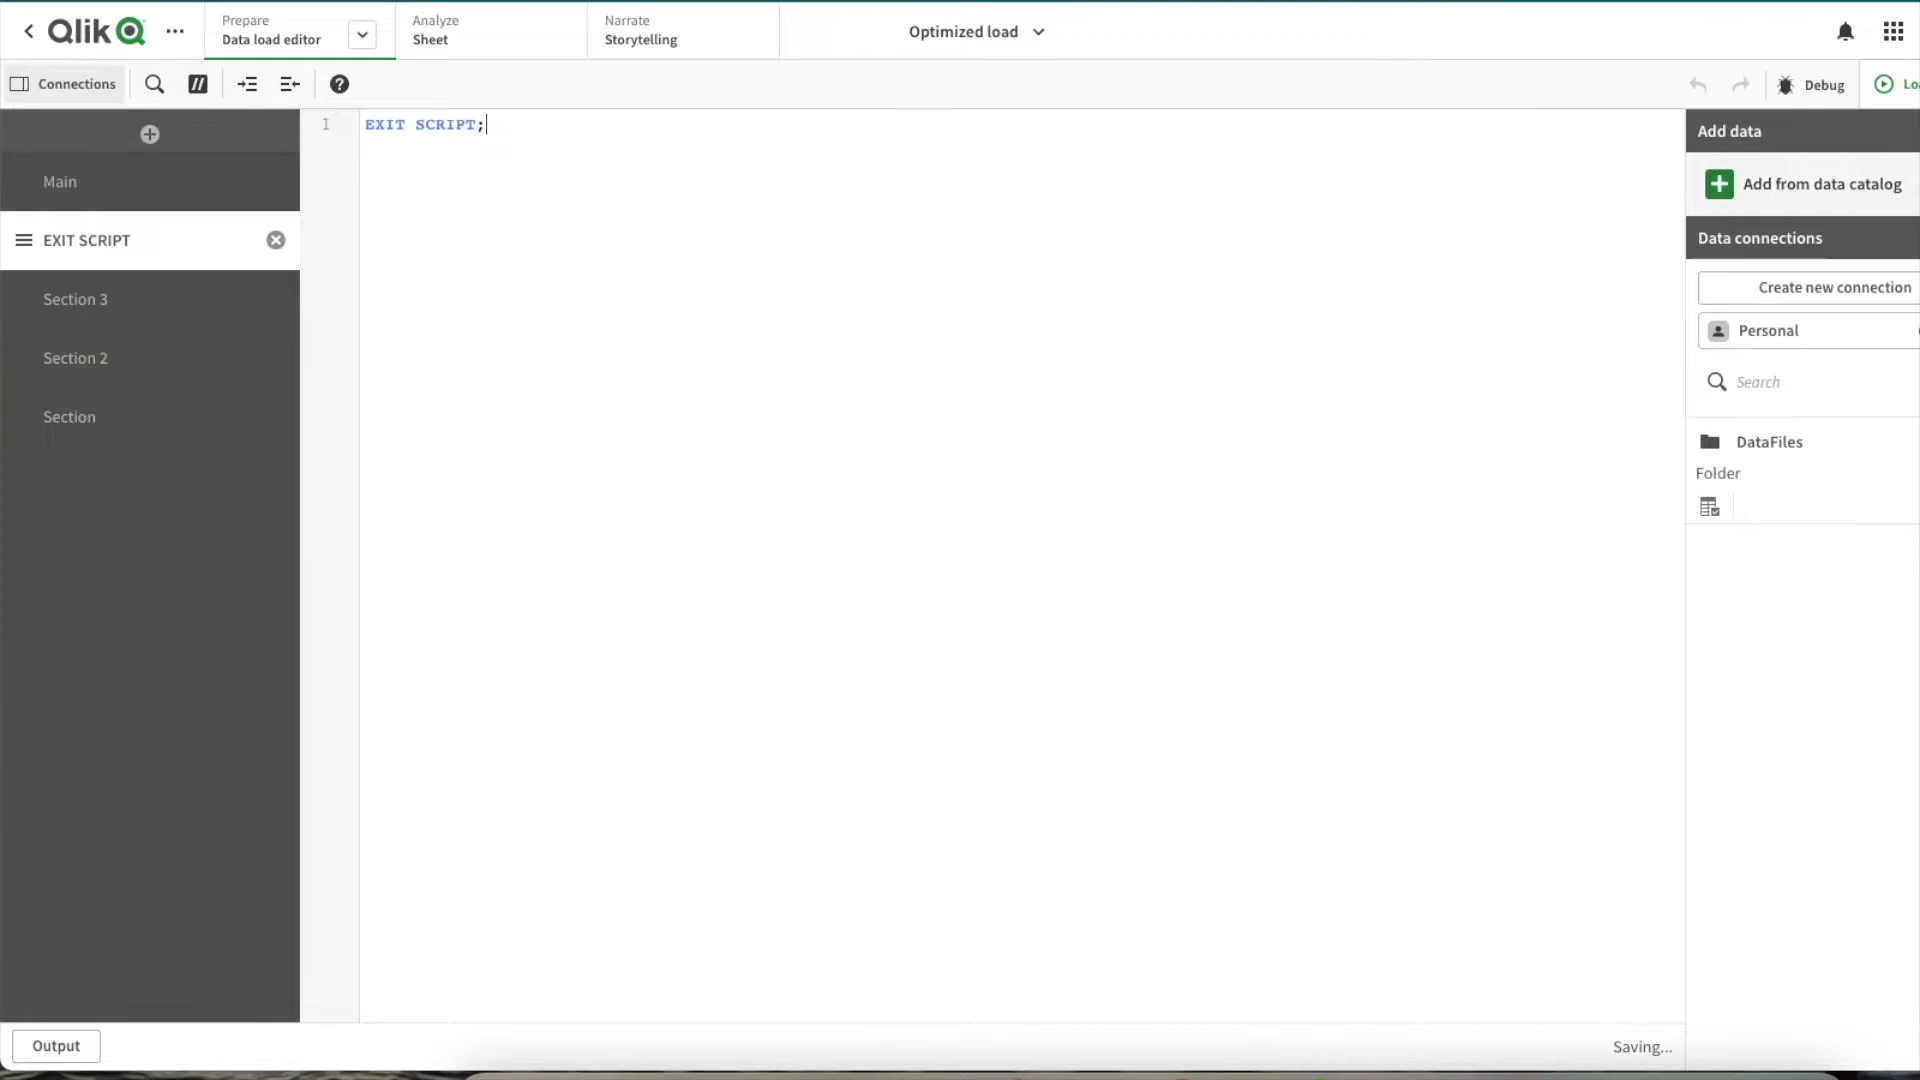 Qlik
Prepare
Data load editor
Analyze
Sheet
Narrate
Storytelling
Optimized load
Connections
//
?
Debug
Main
EXIT SCRIPT
Section 3
Section 2
Section
1
EXIT SCRIPT;
Add data
Add from data catalog
Data connections
Create new connection
Personal
Search
DataFiles
Folder
Output
Saving...